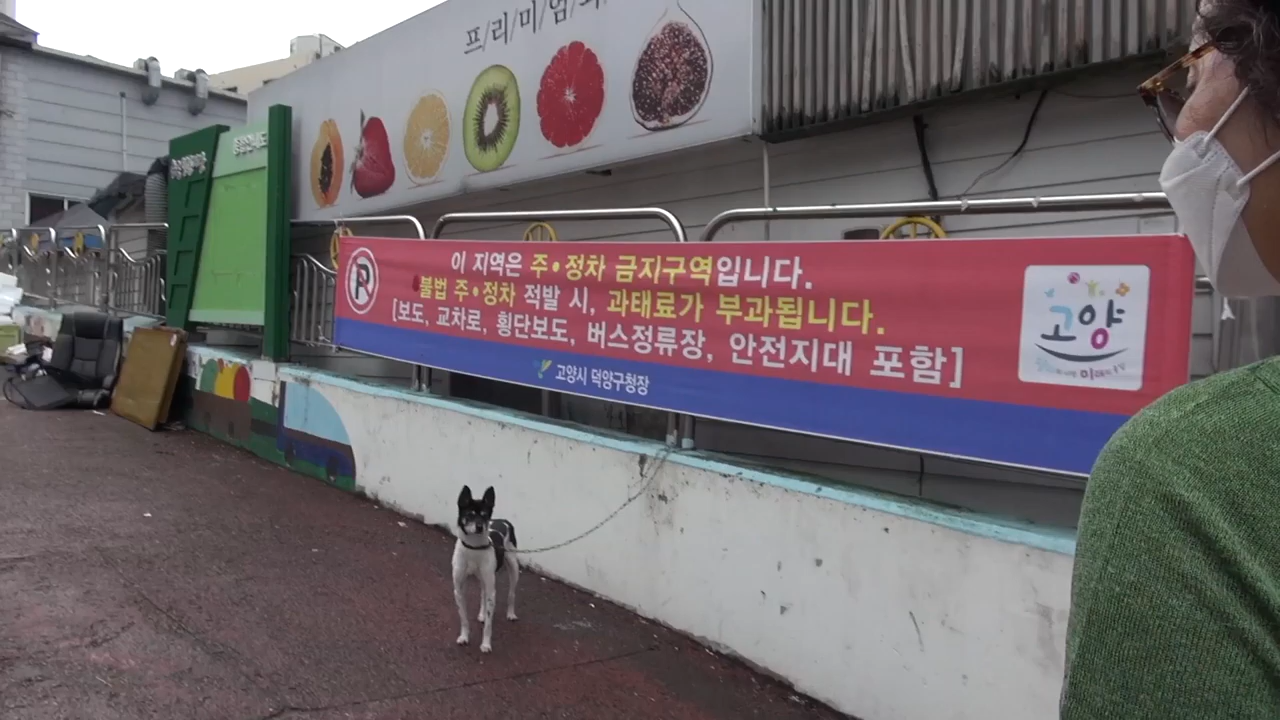 프/리/미/엄/
이 지역은 주•정차 금지구역입니다.
불법 주•정차 적발 시, 과태료가 부과됩니다.
[보도, 교차로, 횡단보도, 버스정류장, 안전지대 포함]
고양시 덕양구청장
고양